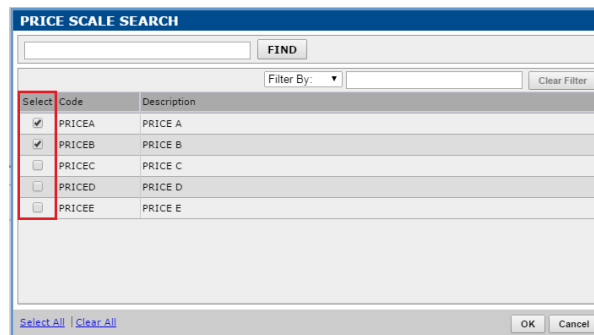 PRICE SCALE SEARCH
FIND
Filter By: Clear Filter
Select Code Description
PRICEA PRICE A
PRICEB PRICE B
PRICEC PRICE C
PRICED PRICE D
PRICEE PRICE E
Select All | Clear All OK Cancel